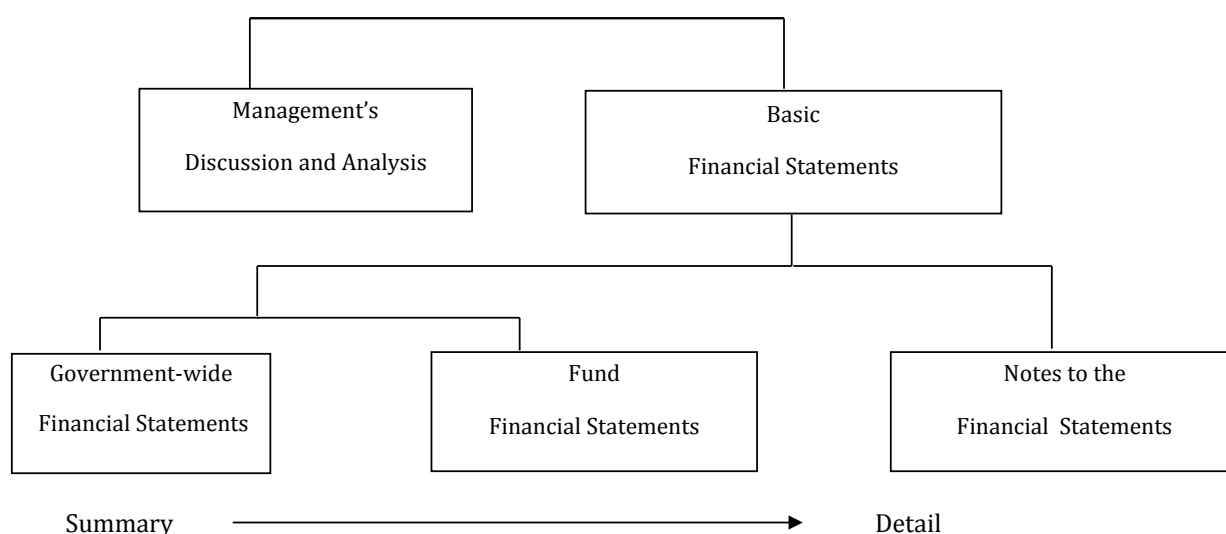 Management’s
Discussion and Analysis
Basic
Financial Statements
Government-wide
Financial Statements
Fund
Financial Statements
Notes to the
Financial Statements
Summary
Detail